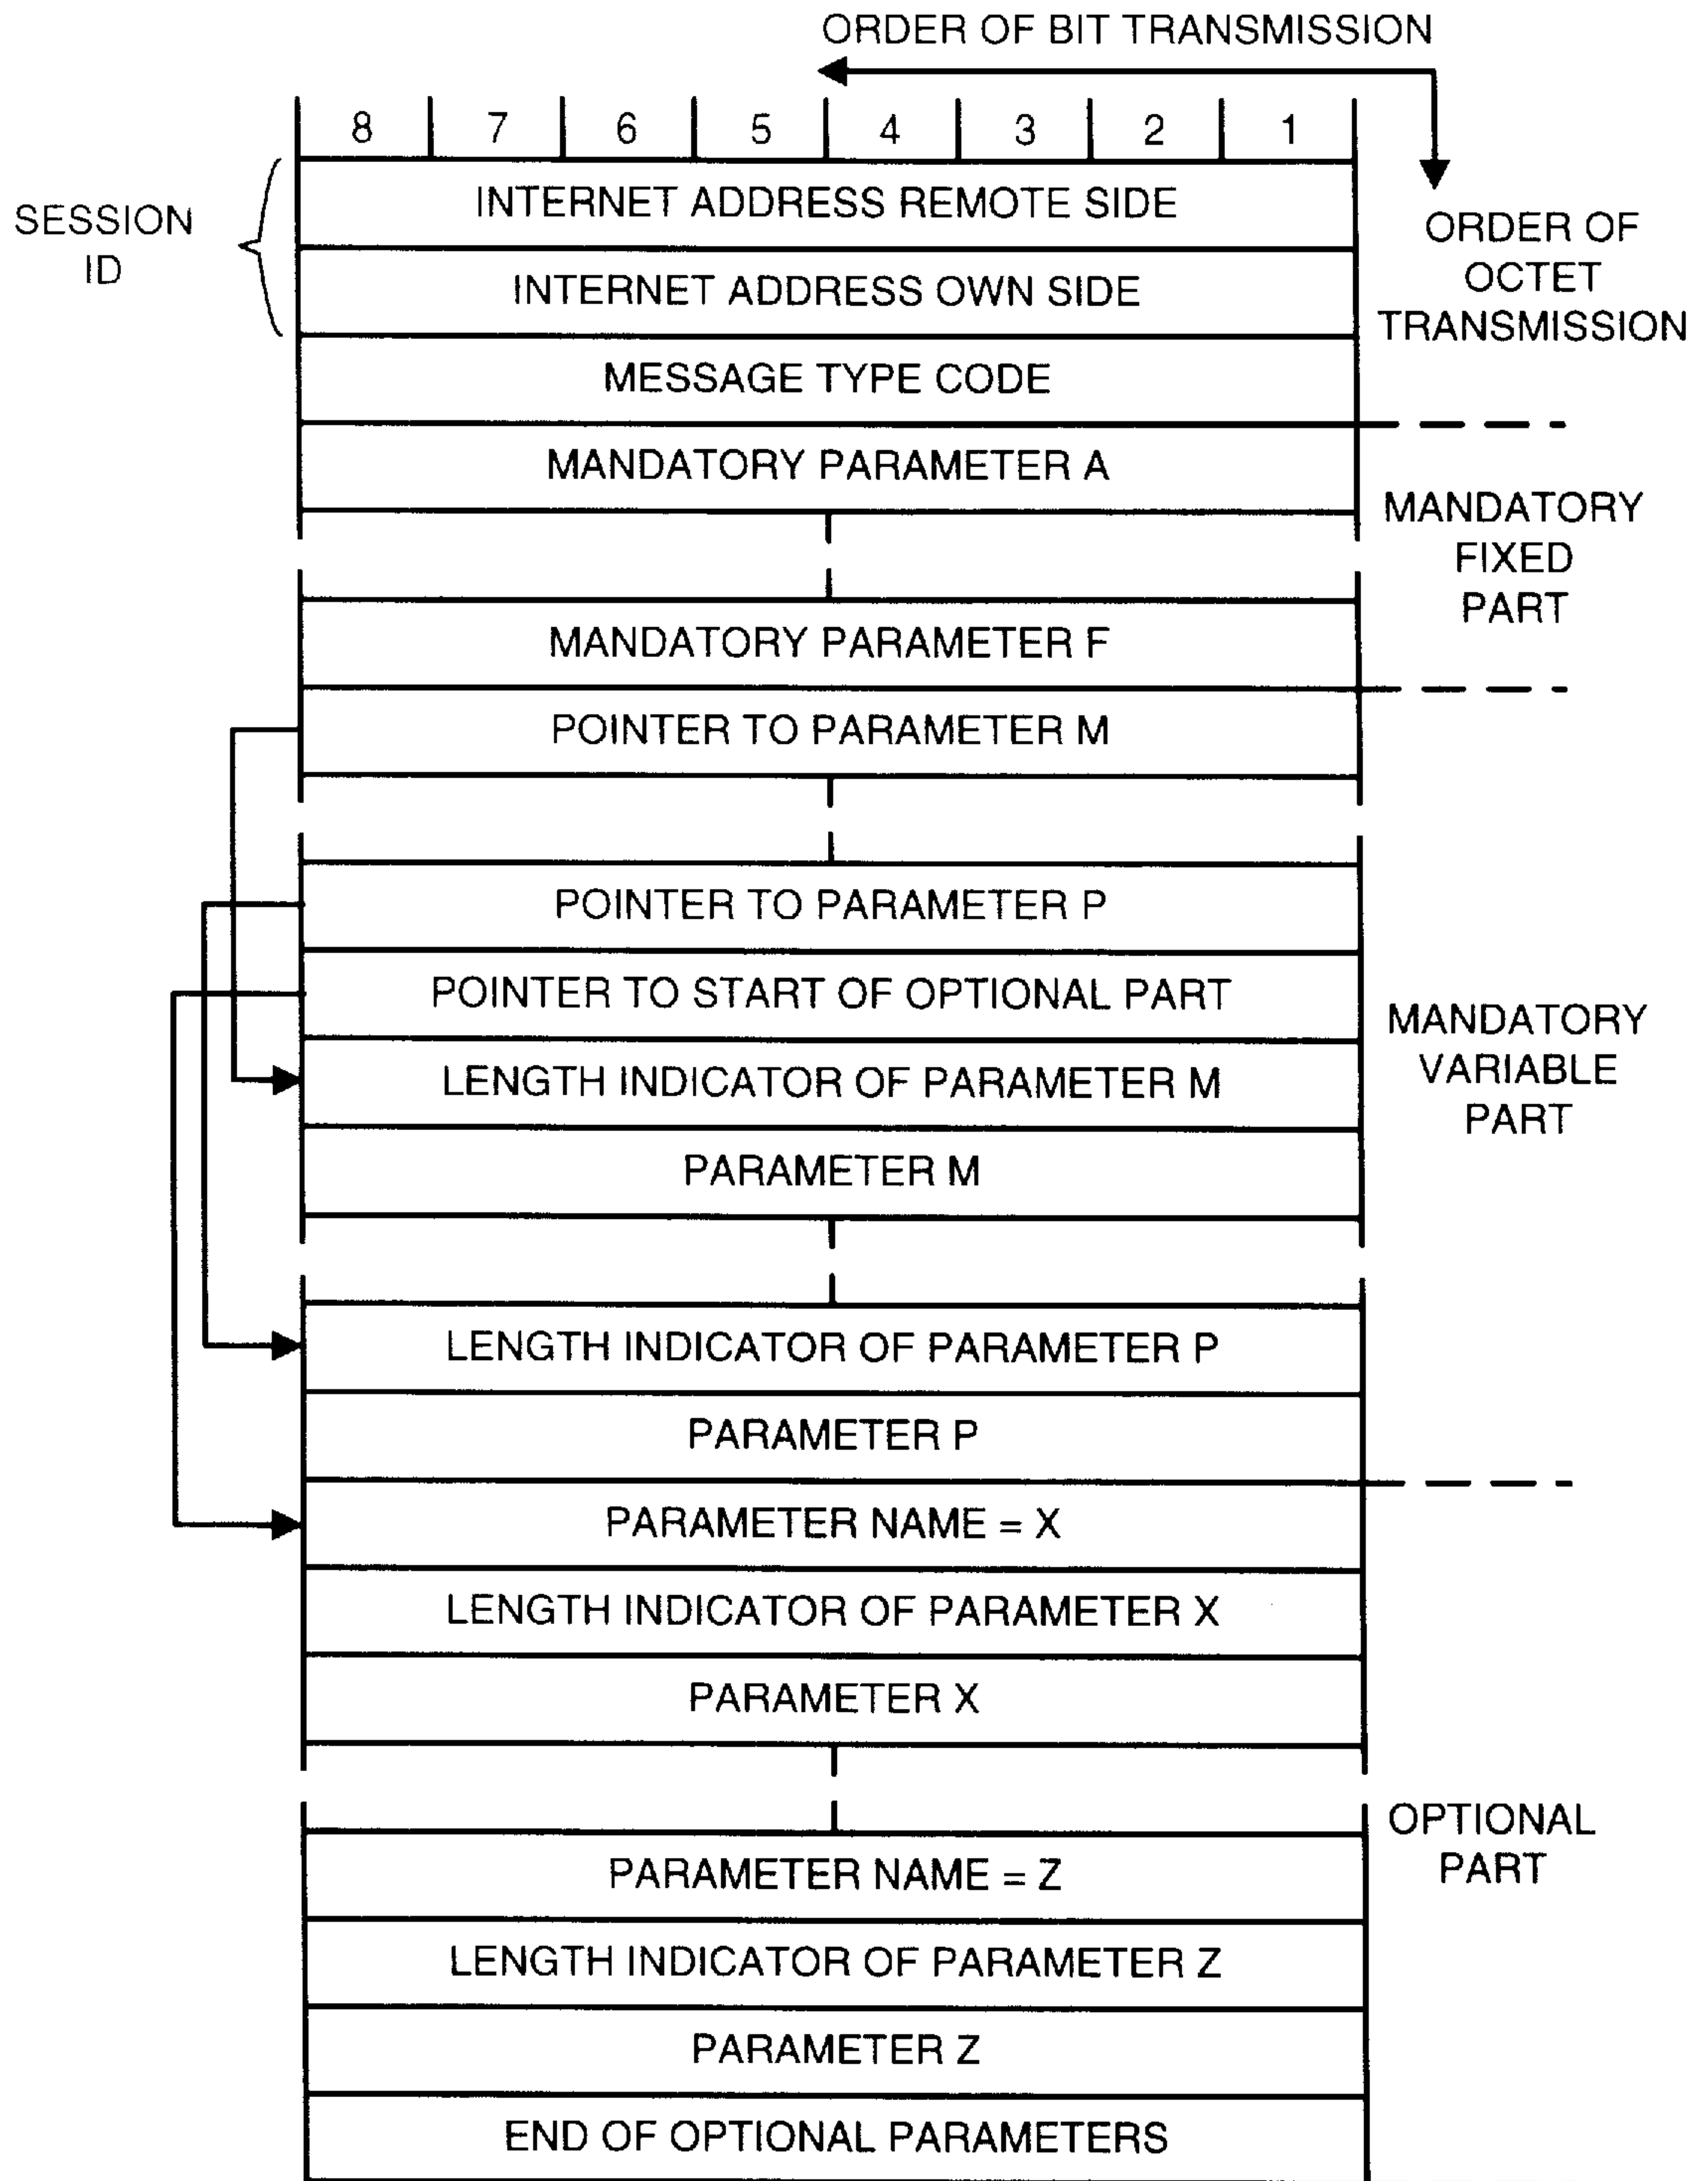 ORDER OF BIT TRANSMISSION
8 7 6 5 4 3 2 1
SESSION
ID
INTERNET ADDRESS REMOTE SIDE
INTERNET ADDRESS OWN SIDE
ORDER OF
OCTET
TRANSMISSION
MESSAGE TYPE CODE
MANDATORY PARAMETER A
MANDATORY
FIXED
PART
MANDATORY PARAMETER F
POINTER TO PARAMETER M
POINTER TO PARAMETER P
POINTER TO START OF OPTIONAL PART
MANDATORY
VARIABLE
PART
LENGTH INDICATOR OF PARAMETER M
PARAMETER M
LENGTH INDICATOR OF PARAMETER P
PARAMETER P
PARAMETER NAME = X
LENGTH INDICATOR OF PARAMETER X
PARAMETER X
OPTIONAL
PART
PARAMETER NAME = Z
LENGTH INDICATOR OF PARAMETER Z
PARAMETER Z
END OF OPTIONAL PARAMETERS